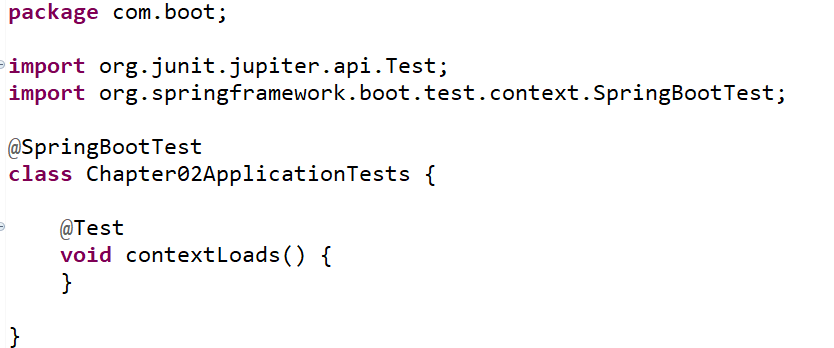 package com.boot;
import org.junit.jupiter.api.Test;
import org.springframework.boot.test.context.SpringBootTest;
@SpringBootTest
class Chapter02ApplicationTests {
@Test
void contextLoads() {
}
}